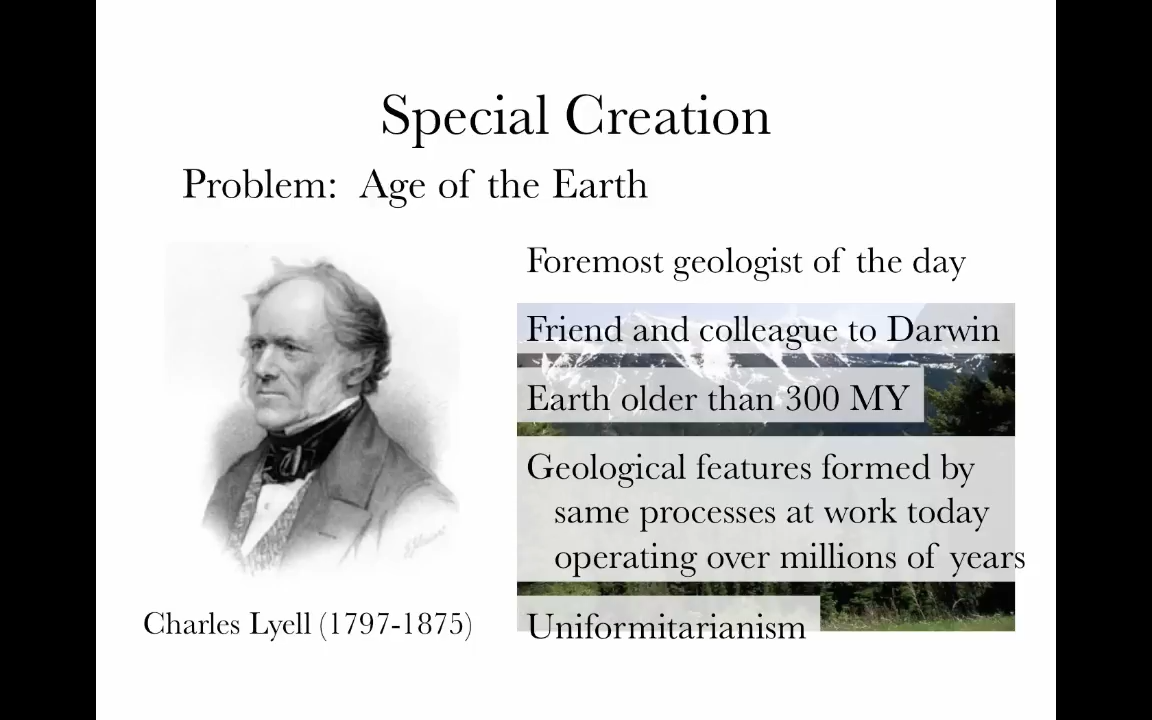 Special Creation
Problem: Age of the Earth
Foremost geologist of the day
Friend and colleague to Darwin
Earth older than 300 MY
Geological features formed by
same processes at work today
operating over millions of years
Uniformitarianism
Charles Lyell (1797-1875)